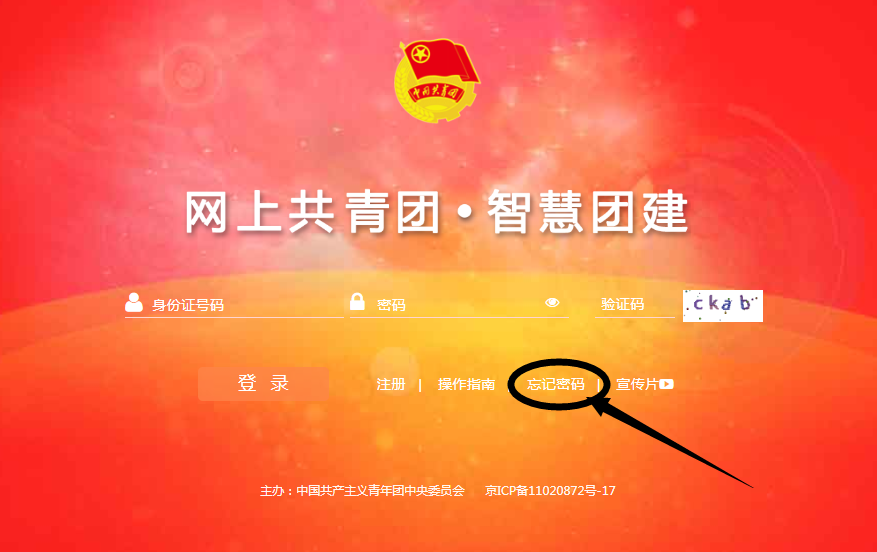 中国共青团
网上共青团·智慧团建
身份证号码 密码 验证码 ckab
登录 注册 | 操作指南 忘记密码 | 宣传片
主办：中国共产主义青年团中央委员会 京ICP备11020872号-17